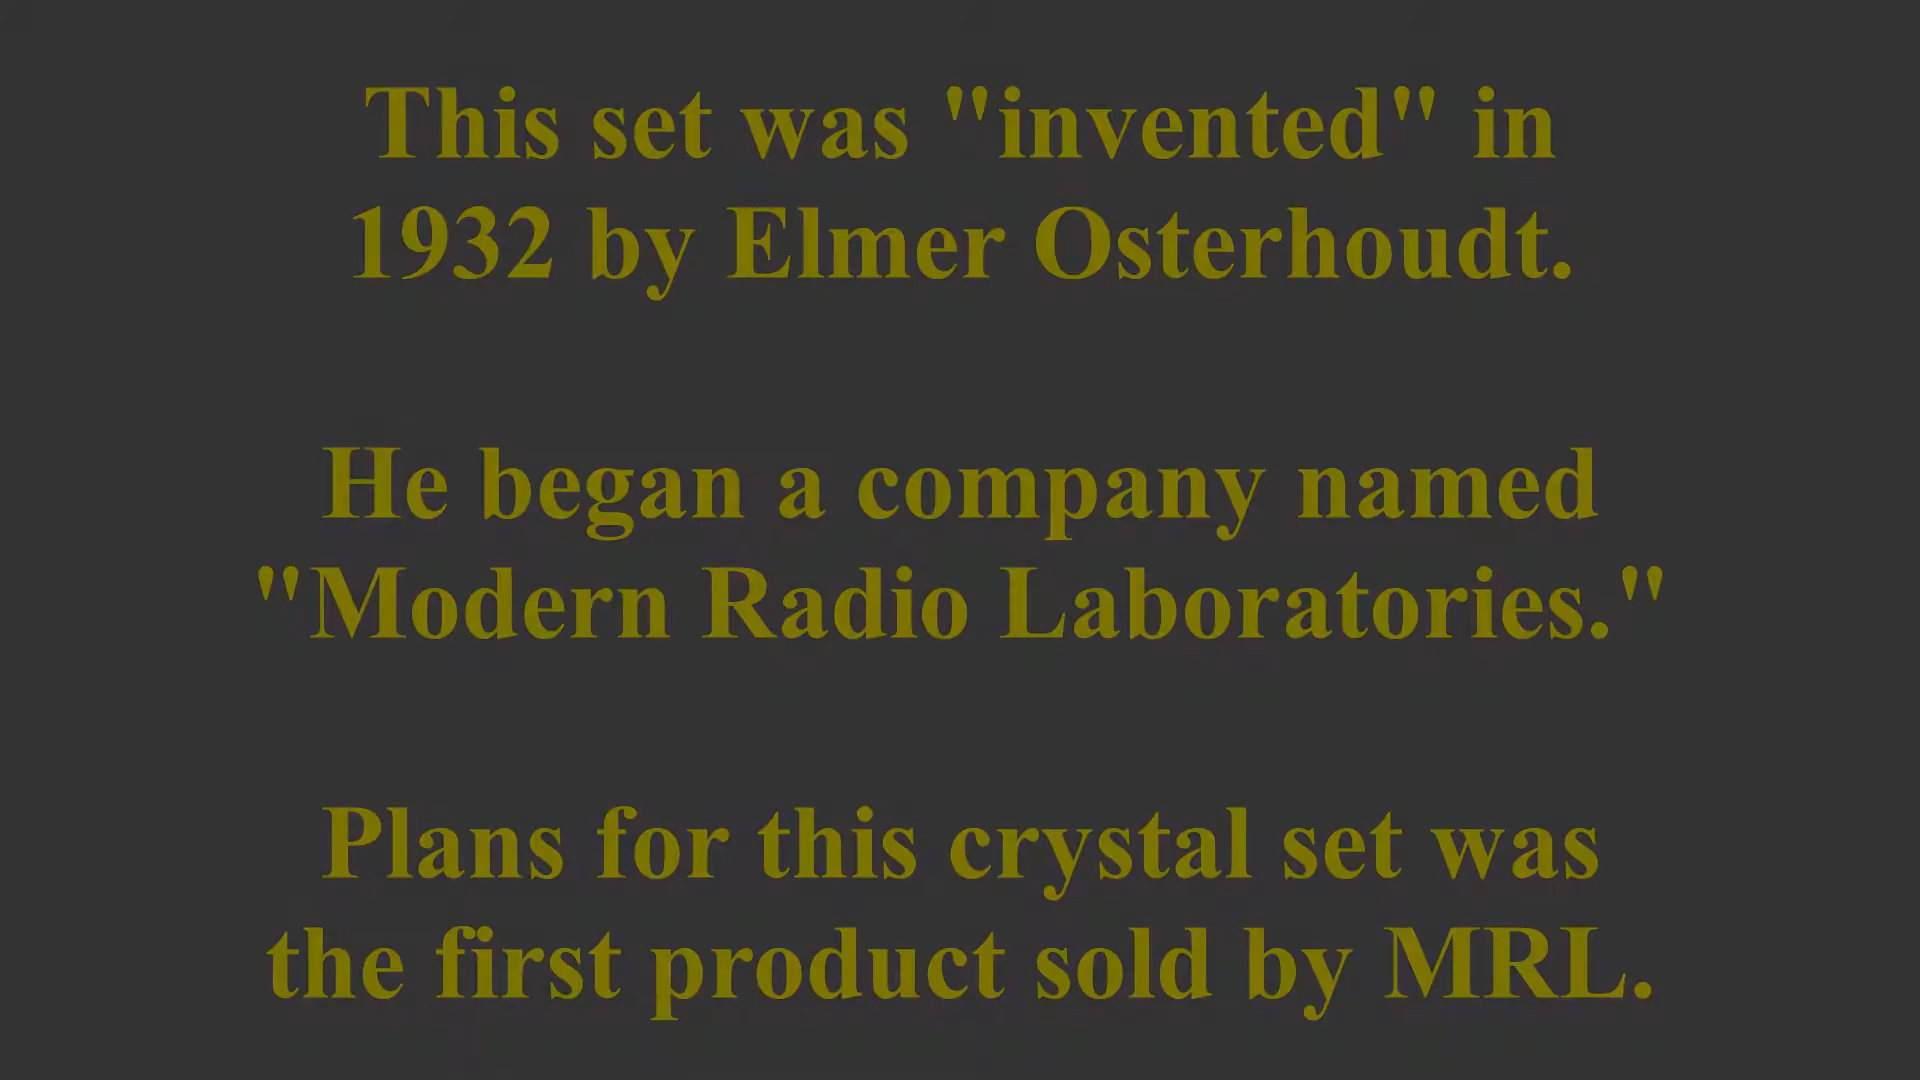 This set was "invented" in
1932 by Elmer Osterhoudt.
He began a company named
"Modern Radio Laboratories."
Plans for this crystal set was
the first product sold by MRL.